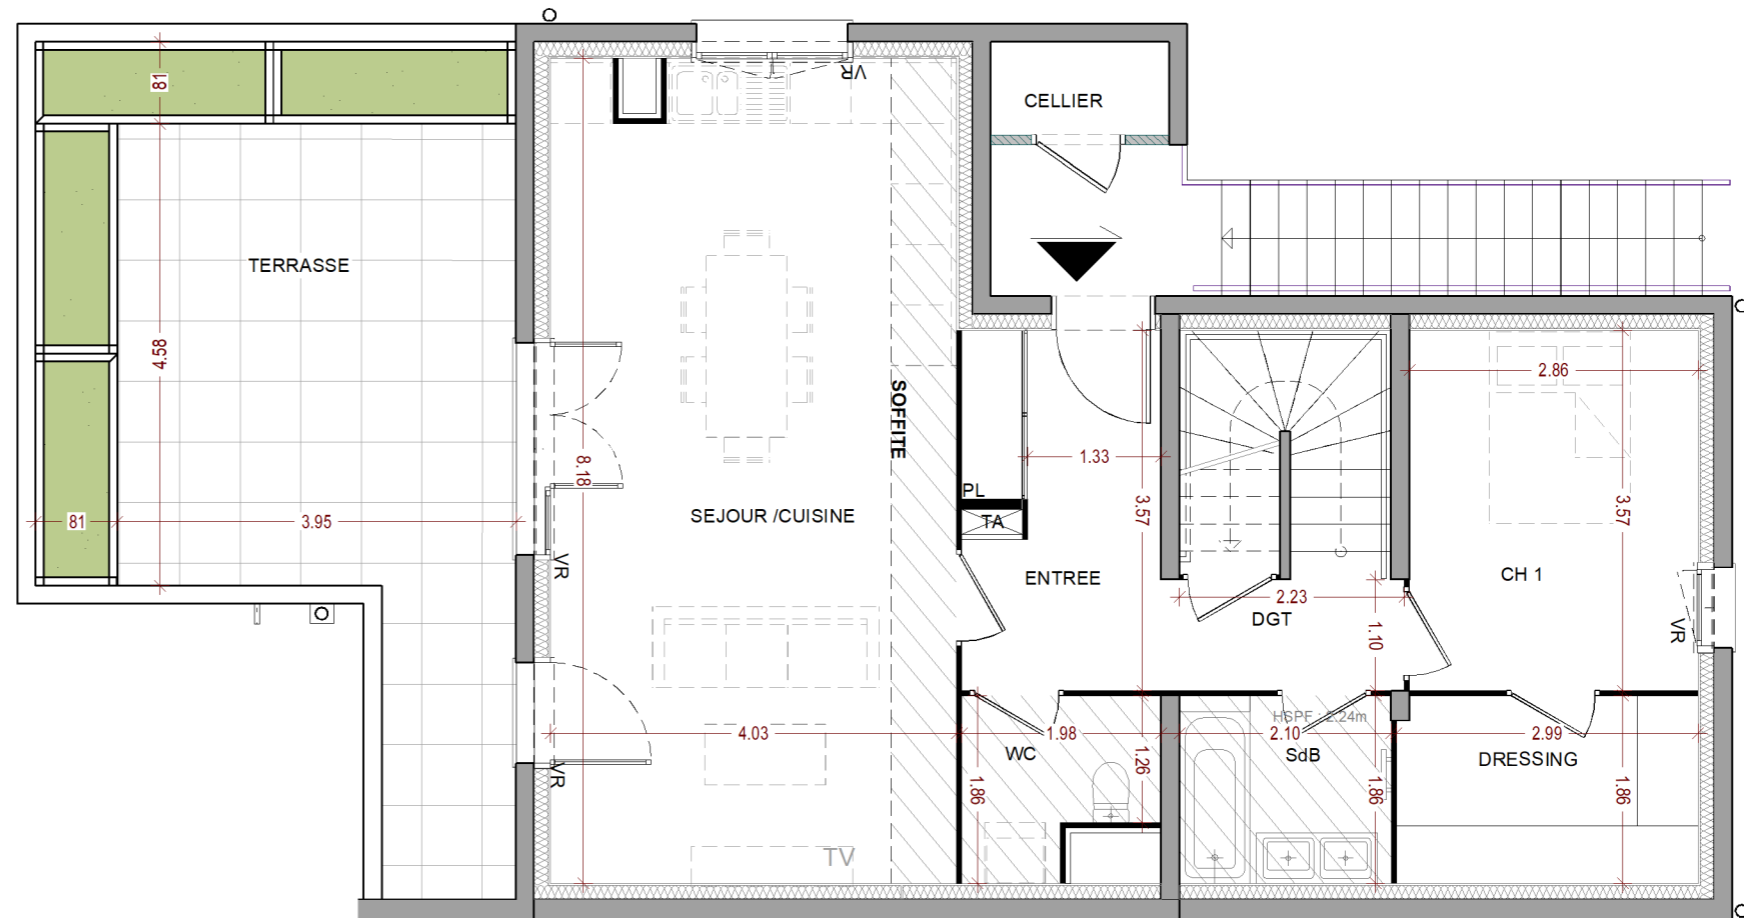 VR
81
CELLIER
TERRASSE
4.58
2.86
SOFFITE
1.33
8.18
PL
TA
3.57
3.57
81
3.95
SEJOUR /CUISINE
VR
ENTREE
CH 1
2.23
DGT
1.10
VR
HSPF : 2.24m
4.03
1.98
2.10
2.99
WC
SdB
DRESSING
1.26
VR
1.86
1.86
1.86
TV